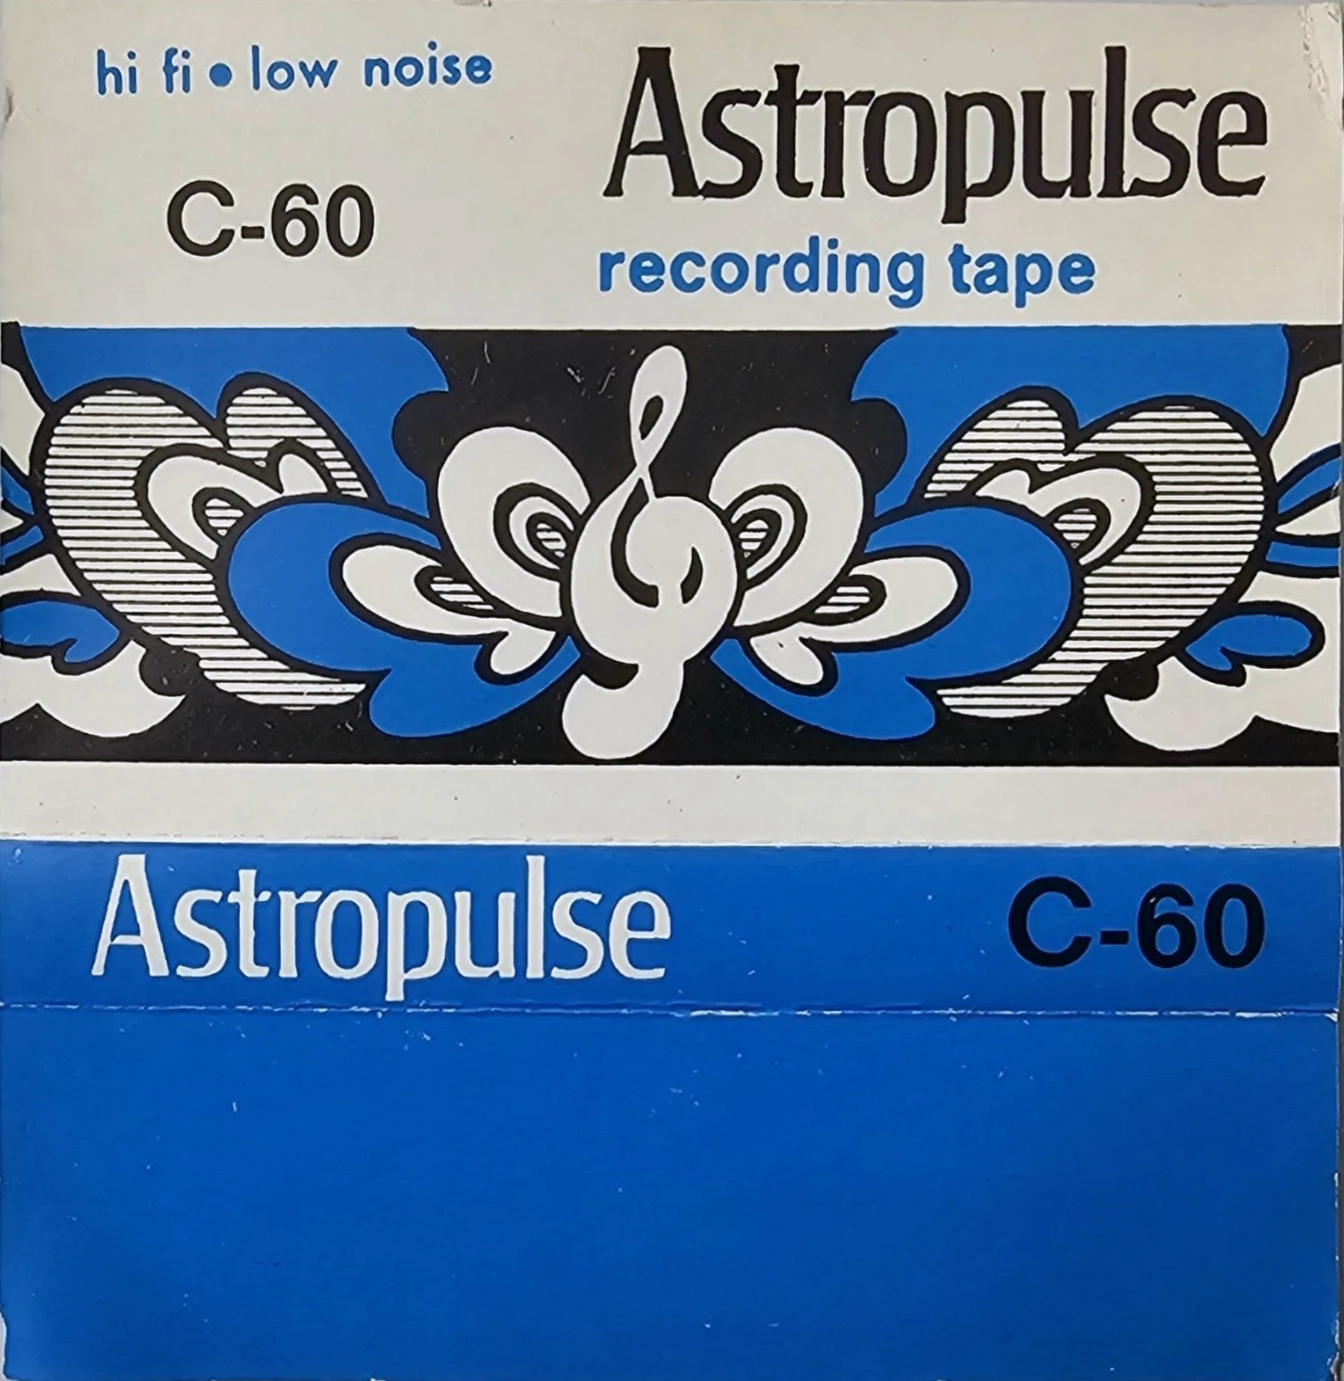 hi fi • low noise
Astropulse
C-60
recording tape
Astropulse
C-60